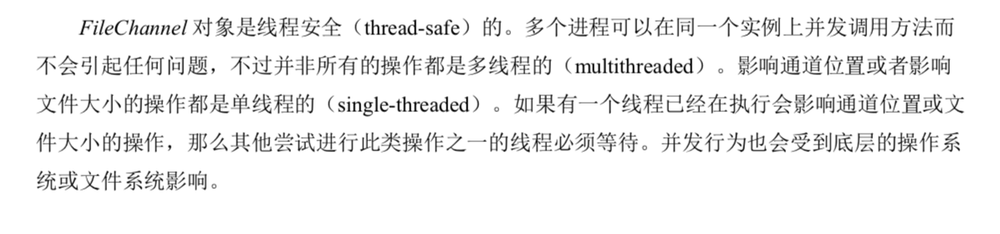 FileChannel 对象是线程安全（thread-safe）的。多个进程可以在同一个实例上并发调用方法而
不会引起任何问题，不过并非所有的操作都是多线程的（multithreaded）。影响通道位置或者影响
文件大小的操作都是单线程的（single-threaded）。如果有一个线程已经在执行会影响通道位置或文
件大小的操作，那么其他尝试进行此类操作之一的线程必须等待。并发行为也会受到底层的操作系
统或文件系统影响。